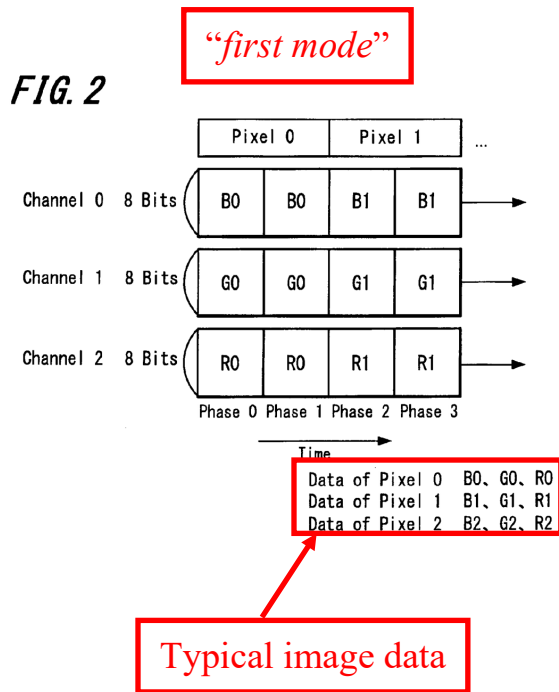 “first mode”
FIG. 2
Pixel 0 Pixel 1 ...
Channel 0 8 Bits B0 B0 B1 B1
Channel 1 8 Bits G0 G0 G1 G1
Channel 2 8 Bits R0 R0 R1 R1
Phase 0 Phase 1 Phase 2 Phase 3
Time
Data of Pixel 0 B0、G0、R0
Data of Pixel 1 B1、G1、R1
Data of Pixel 2 B2、G2、R2
Typical image data